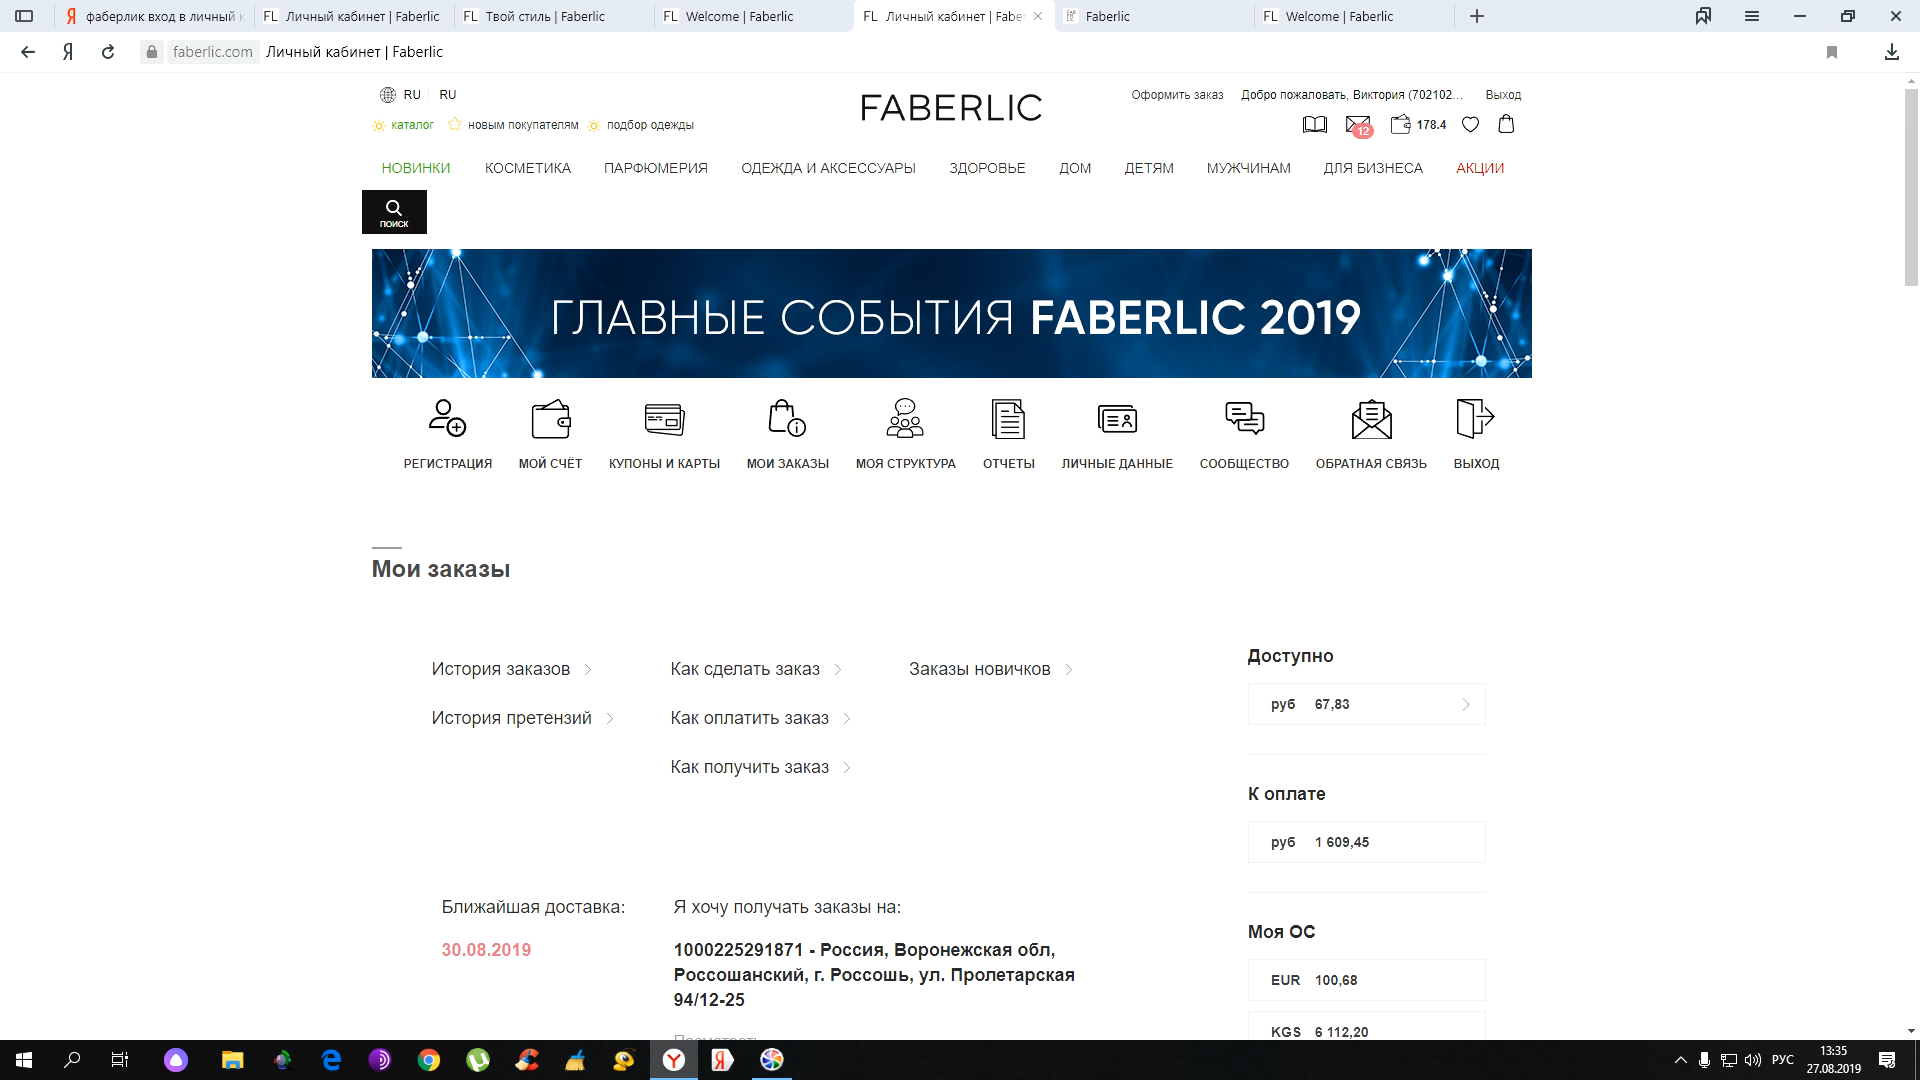 фаберлик вход в личный к
FL Личный кабинет | Faberlic
FL Твой стиль | Faberlic
FL Welcome | Faberlic
FL Личный кабинет | Faber
Faberlic
FL Welcome | Faberlic
faberlic.com Личный кабинет | Faberlic
RU RU
FABERLIC
Оформить заказ Добро пожаловать, Виктория (702102... Выход
каталог новым покупателям подбор одежды
12 178.4
НОВИНКИ КОСМЕТИКА ПАРФЮМЕРИЯ ОДЕЖДА И АКСЕССУАРЫ ЗДОРОВЬЕ ДОМ ДЕТЯМ МУЖЧИНАМ ДЛЯ БИЗНЕСА АКЦИИ
ПОИСК
ГЛАВНЫЕ СОБЫТИЯ FABERLIC 2019
РЕГИСТРАЦИЯ МОЙ СЧЁТ КУПОНЫ И КАРТЫ МОИ ЗАКАЗЫ МОЯ СТРУКТУРА ОТЧЕТЫ ЛИЧНЫЕ ДАННЫЕ СООБЩЕСТВО ОБРАТНАЯ СВЯЗЬ ВЫХОД
Мои заказы
История заказов
История претензий
Как сделать заказ
Как оплатить заказ
Как получить заказ
Заказы новичков
Доступно
руб 67,83
К оплате
руб 1 609,45
Моя ОС
EUR 100,68
KGS 6 112,20
Ближайшая доставка:
30.08.2019
Я хочу получать заказы на:
1000225291871 - Россия, Воронежская обл,
Россошанский, г. Россошь, ул. Пролетарская
94/12-25
РУС
13:35
27.08.2019